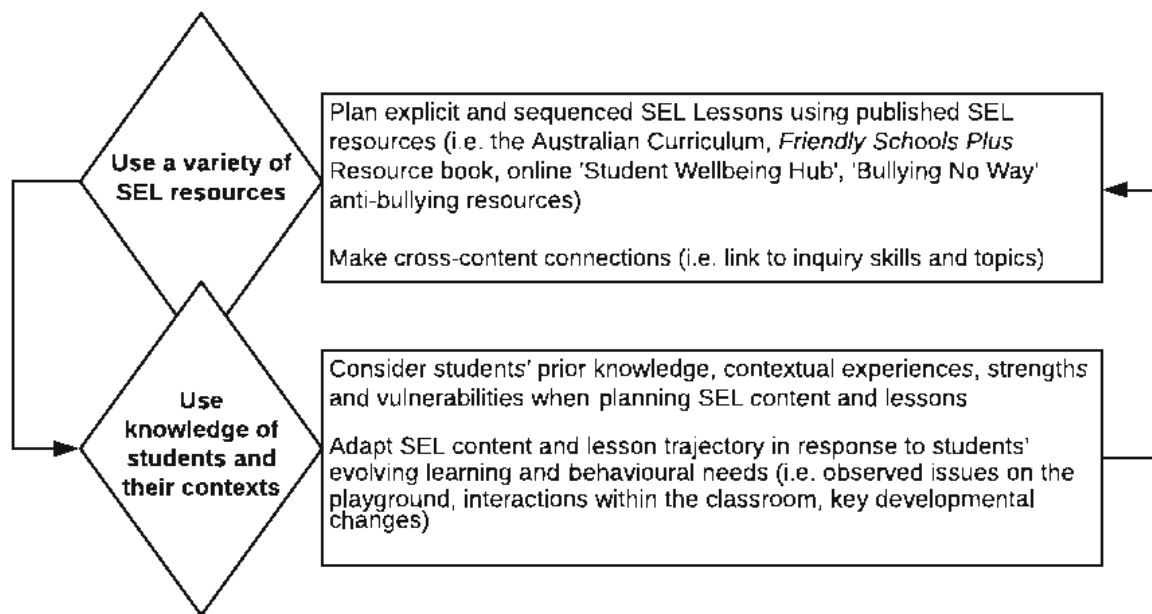 Use a variety of
SEL resources
Plan explicit and sequenced SEL Lessons using published SEL
resources (i.e. the Australian Curriculum, Friendly Schools Plus
Resource book, online 'Student Wellbeing Hub', 'Bullying No Way'
anti-bullying resources)
Make cross-content connections (i.e. link to inquiry skills and topics)
Use
knowledge of
students and
their contexts
Consider students' prior knowledge, contextual experiences, strengths
and vulnerabilities when planning SEL content and lessons
Adapt SEL content and lesson trajectory in response to students'
evolving learning and behavioural needs (i.e. observed issues on the
playground, interactions within the classroom, key developmental
changes)